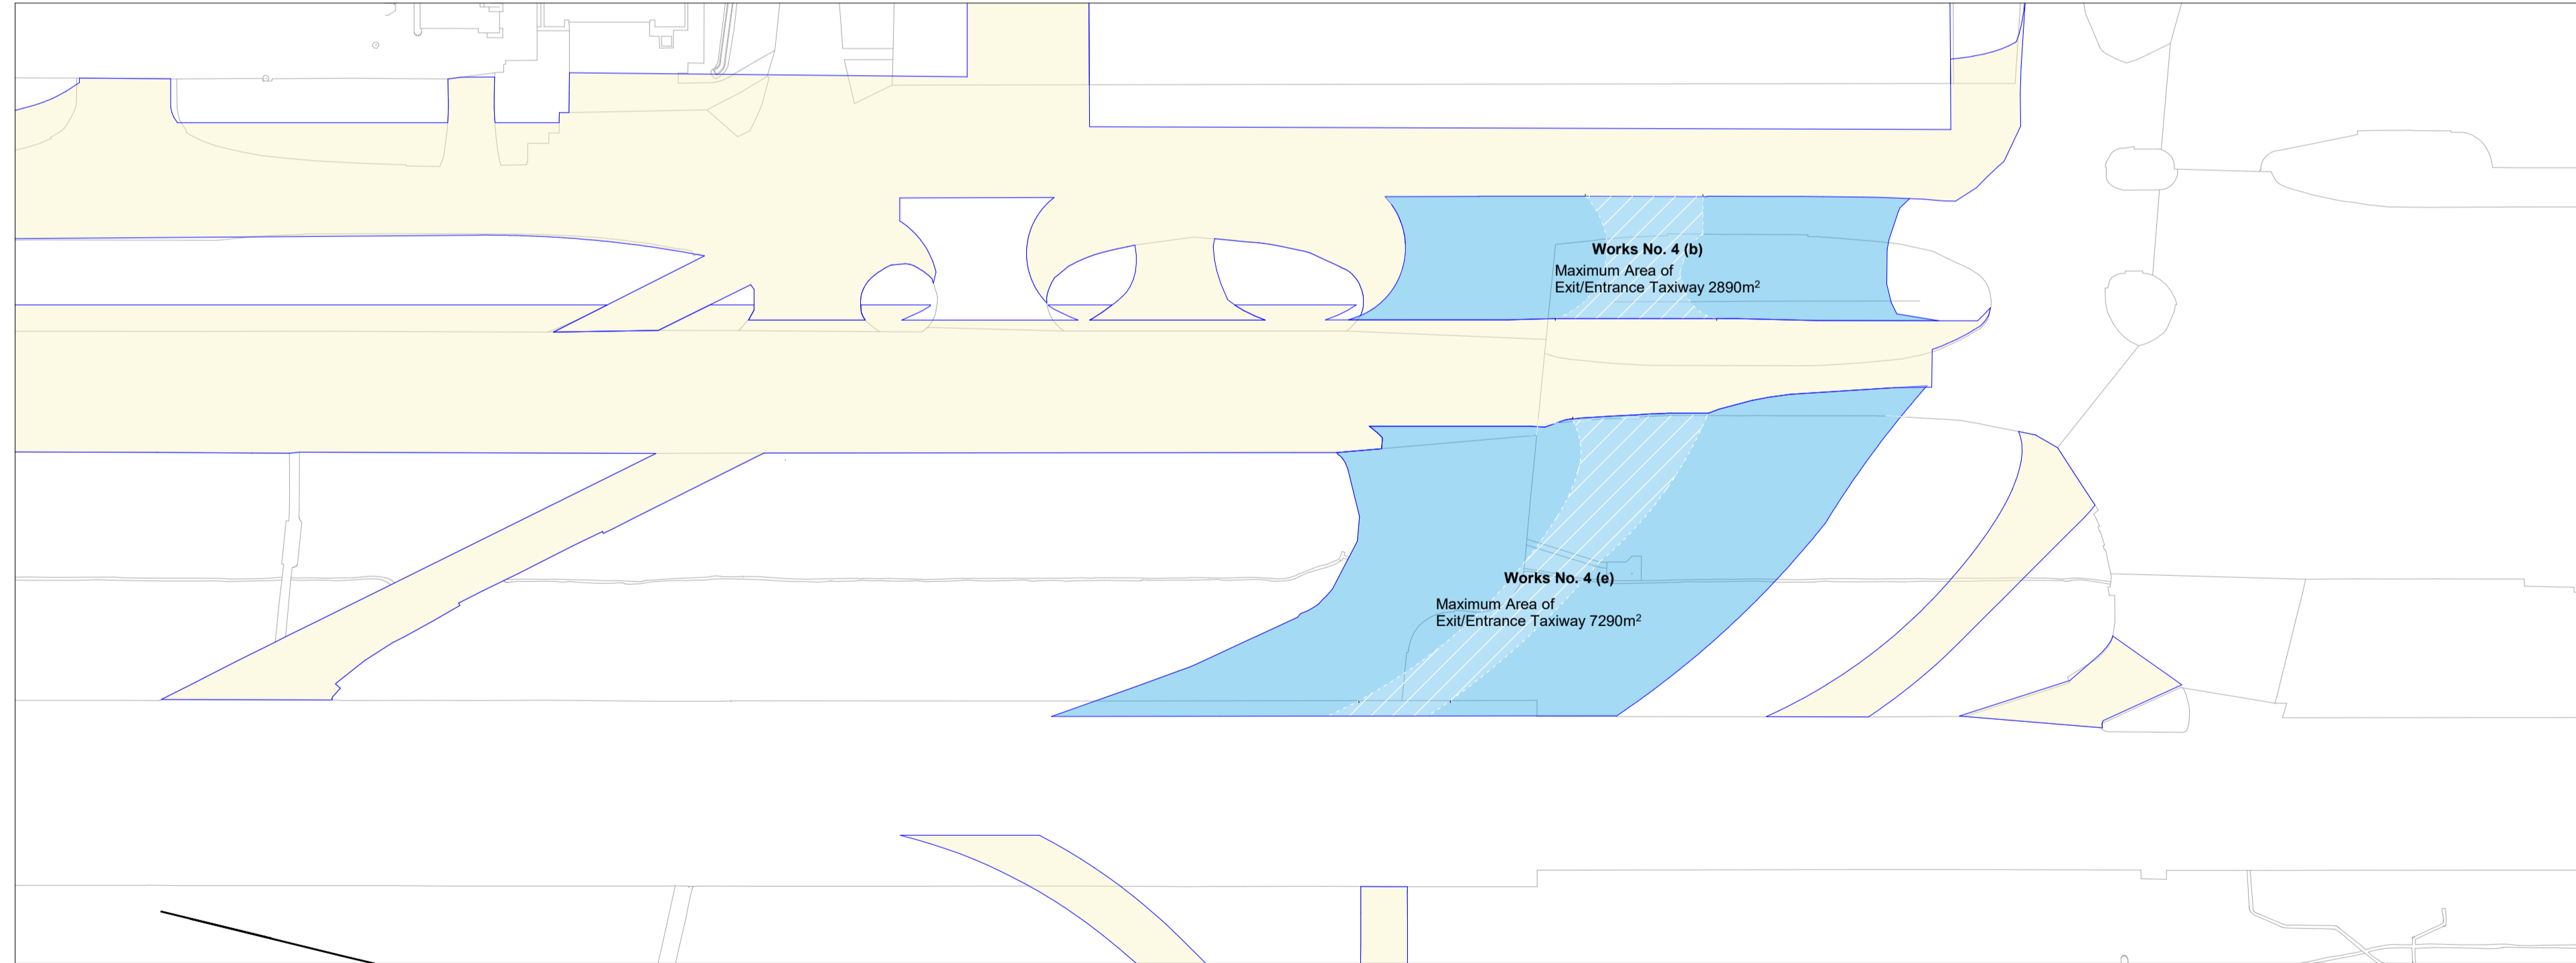 Works No. 4 (b)
Maximum Area of
Exit/Entrance Taxiway 2890m²
Works No. 4 (e)
Maximum Area of
Exit/Entrance Taxiway 7290m²